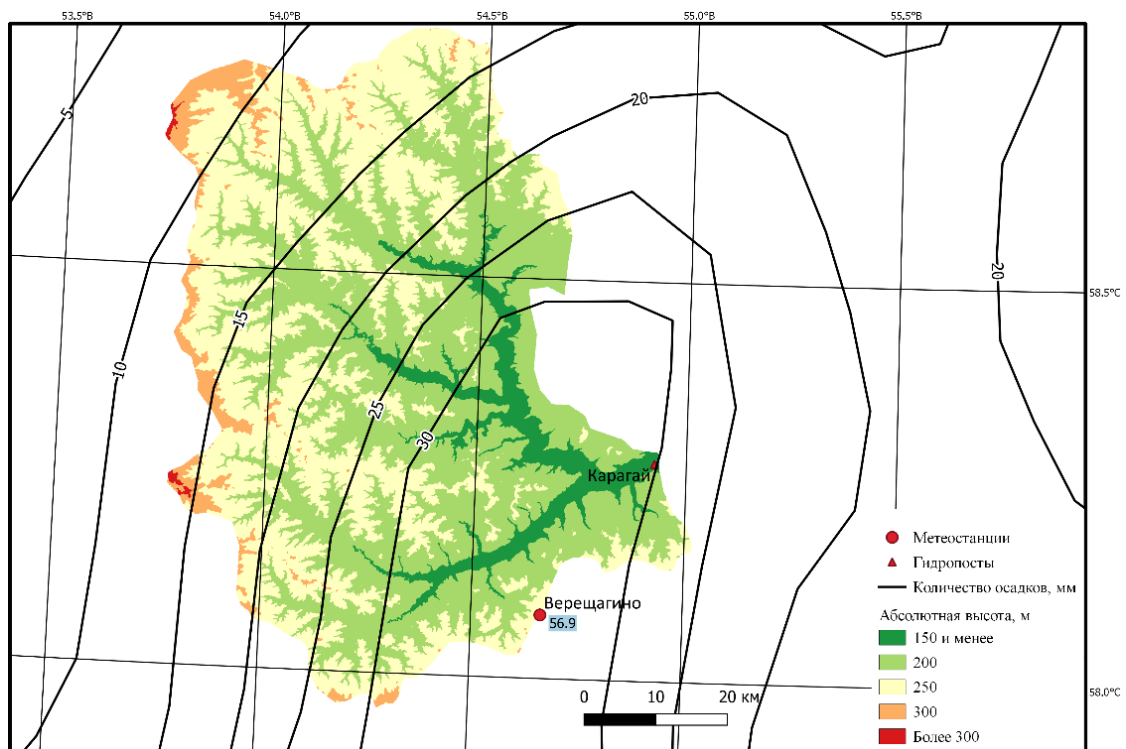 53.5°В 54.0°В 54.5°В 55.0°В 55.5°В
5
20
20
58.5°С
15
10
25
30
Карагай
Верещагино
56.9
0 10 20 км
Метеостанции
Гидропосты
Количество осадков, мм
Абсолютная высота, м
150 и менее
200
250
300
Более 300
58.0°С